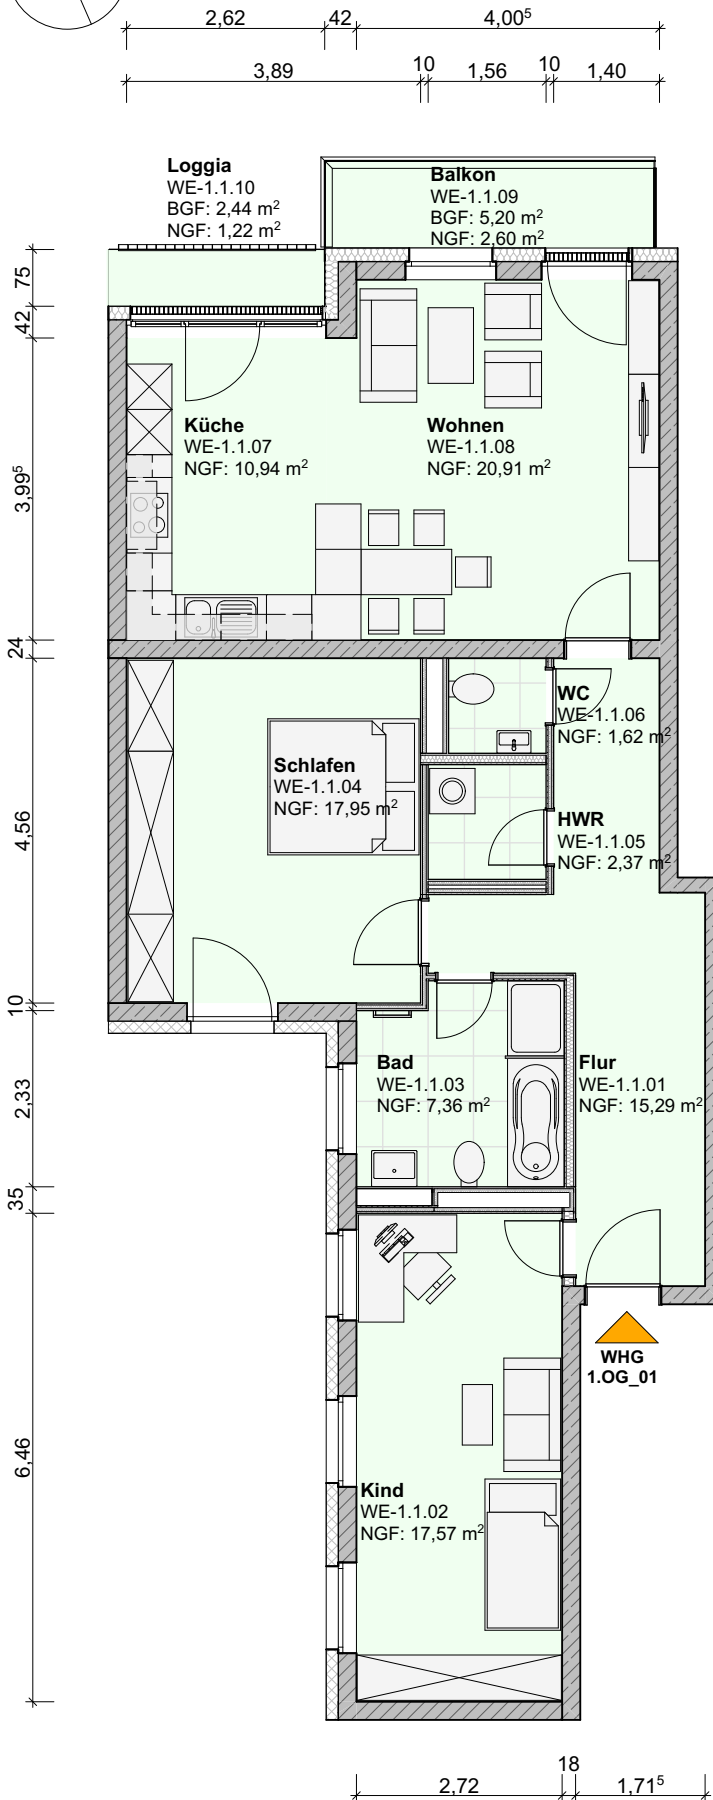 2,62 42 4,00⁵
3,89 10 1,56 10 1,40
Loggia
WE-1.1.10
BGF: 2,44 m²
NGF: 1,22 m²
Balkon
WE-1.1.09
BGF: 5,20 m²
NGF: 2,60 m²
75
42
Küche
WE-1.1.07
NGF: 10,94 m²
Wohnen
WE-1.1.08
NGF: 20,91 m²
3,99⁵
24
WC
WE-1.1.06
NGF: 1,62 m²
Schlafen
WE-1.1.04
NGF: 17,95 m²
HWR
WE-1.1.05
NGF: 2,37 m²
4,56
10
Bad
WE-1.1.03
NGF: 7,36 m²
Flur
WE-1.1.01
NGF: 15,29 m²
2,33
35
WHG
1.OG_01
6,46
Kind
WE-1.1.02
NGF: 17,57 m²
18
2,72 1,71⁵